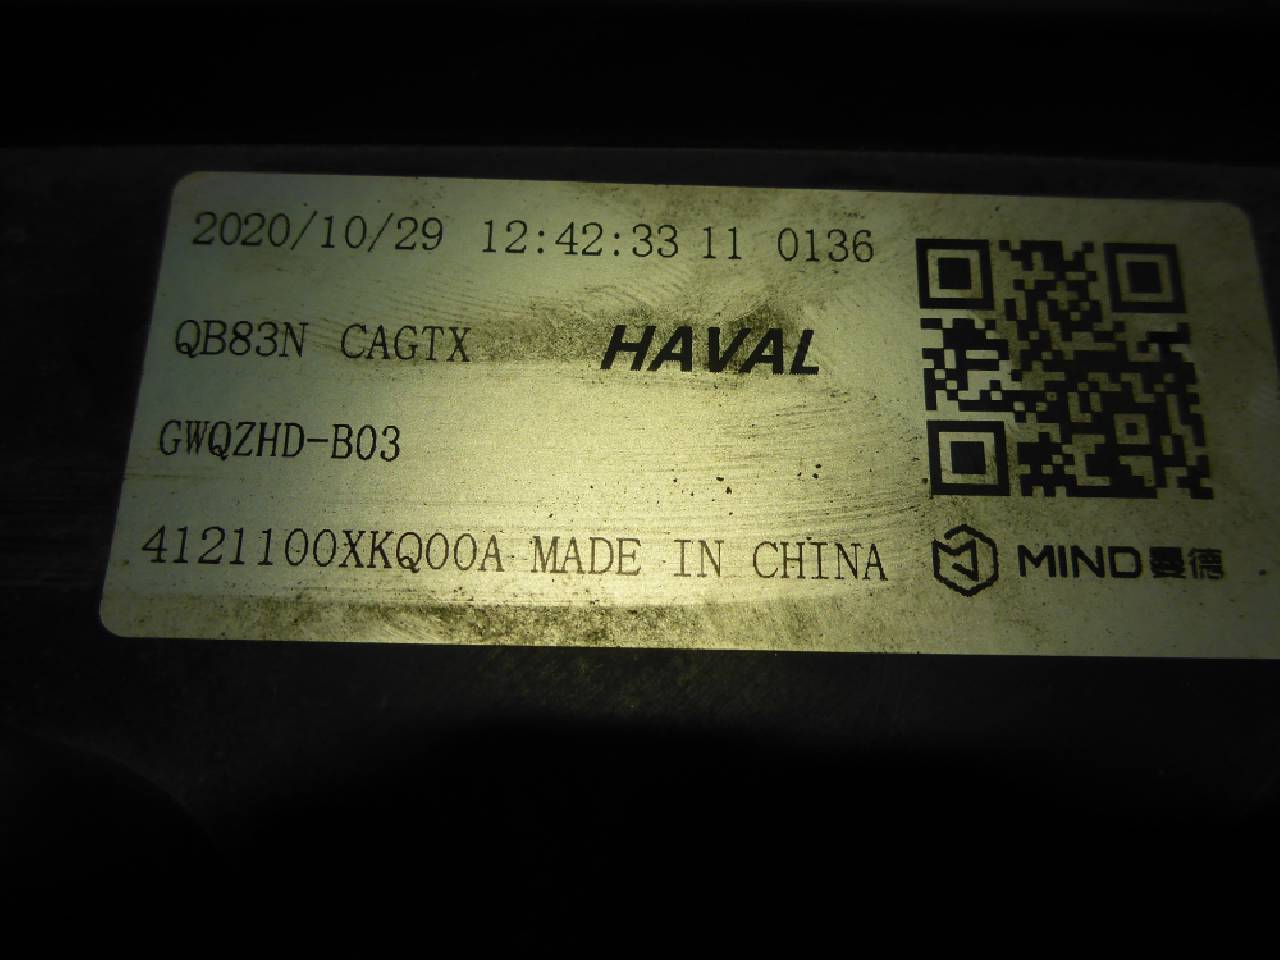 2020/10/29 12:42:33 11 0136
QB83N CAGTX HAVAL
GWQZHD-B03
4121100XKQ00A MADE IN CHINA MIND曼德